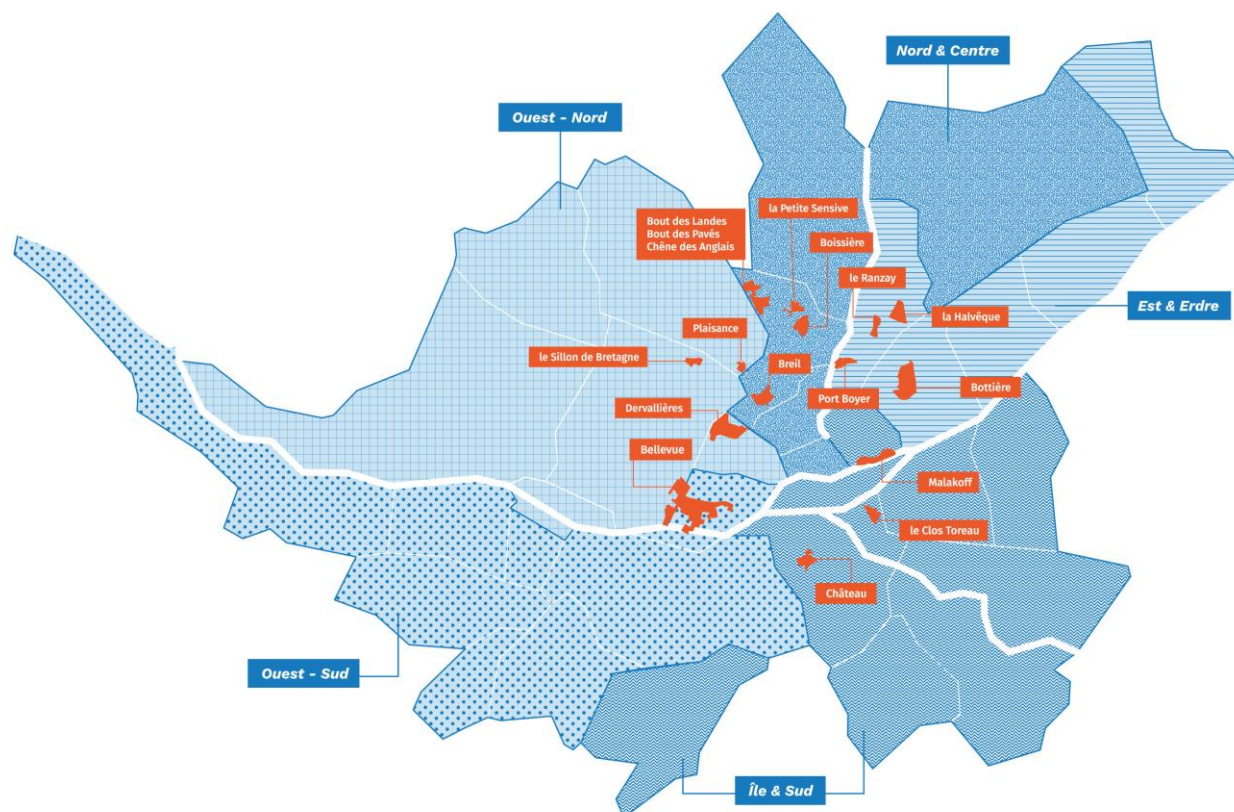 Nord & Centre
Ouest - Nord
la Petite Sensive
Bout des Landes
Bout des Pavés
Chêne des Anglais
Boissière
le Ranzay
Est & Erdre
la Halvêque
Plaisance
le Sillon de Bretagne
Breil
Bottière
Port Boyer
Dervallières
Bellevue
Malakoff
le Clos Toreau
Château
Ouest - Sud
Île & Sud